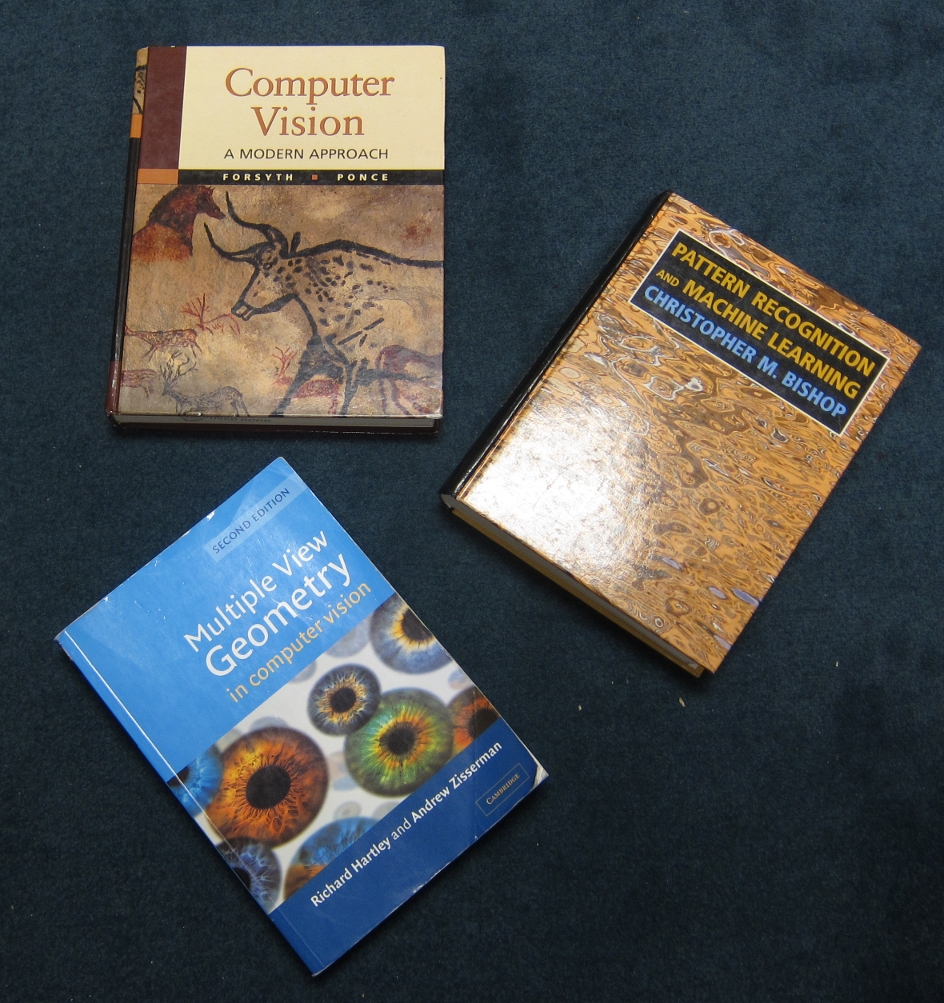 Computer
Vision
A MODERN APPROACH
FORSYTH ▪ PONCE
PATTERN RECOGNITION
AND MACHINE LEARNING
CHRISTOPHER M. BISHOP
SECOND EDITION
Multiple View
Geometry
in computer vision
Richard Hartley and Andrew Zisserman
CAMBRIDGE